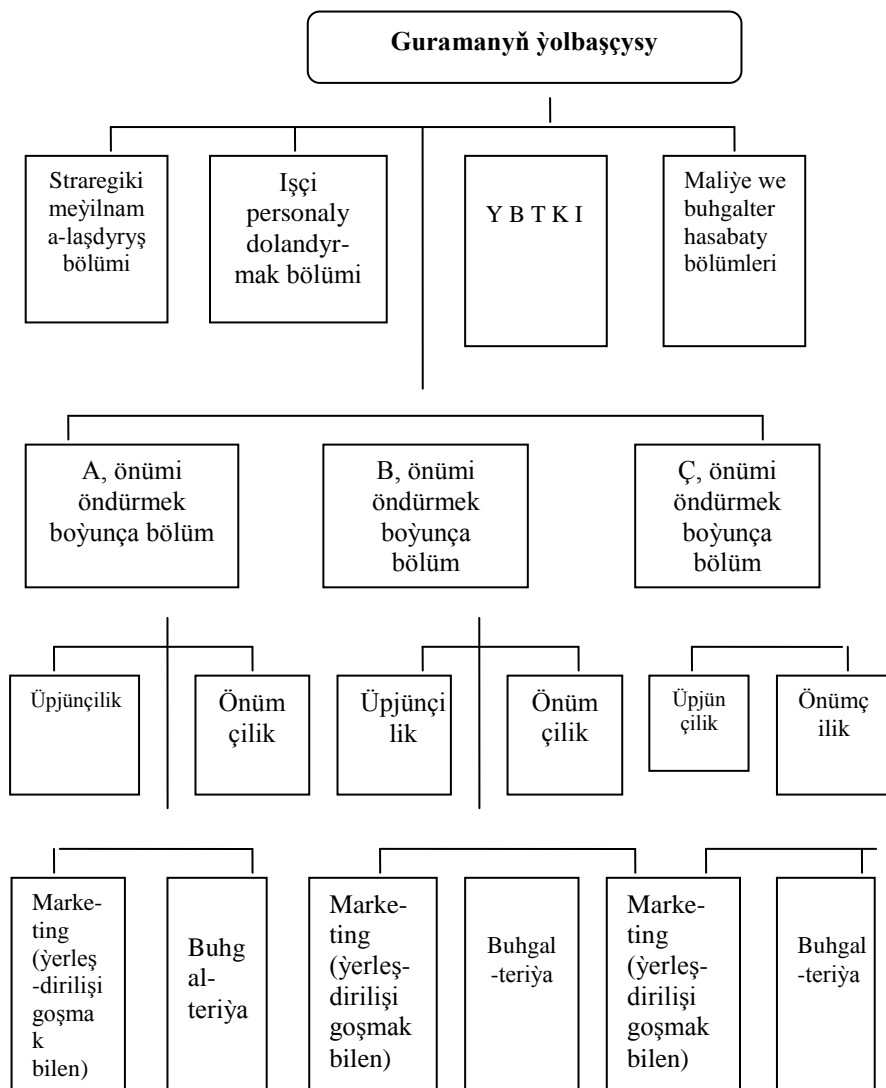 Guramanyň ỳolbaşçysy
Straregiki
meỳilnam
a-laşdyryş
bölümi
Işçi
personaly
dolandyr-
mak bölümi
Y B T K I
Maliỳe we
buhgalter
hasabaty
bölümleri
A, önümi
öndürmek
boỳunça bölüm
B, önümi
öndürmek
boỳunça
bölüm
Ç, önümi
öndürmek
boỳunça
bölüm
Üpjünçilik
Önüm
çilik
Üpjünçi
lik
Önüm
çilik
Üpjün
çilik
Önümç
ilik
Marke-
ting
(ỳerleş
-dirilişi
goşma
k
bilen)
Buhg
al-
teriỳa
Marke-
ting
(ỳerleş-
dirilişi
goşmak
bilen)
Buhgal
-teriỳa
Marke-
ting
(ỳerleş-
dirilişi
goşmak
bilen)
Buhgal
-teriỳa